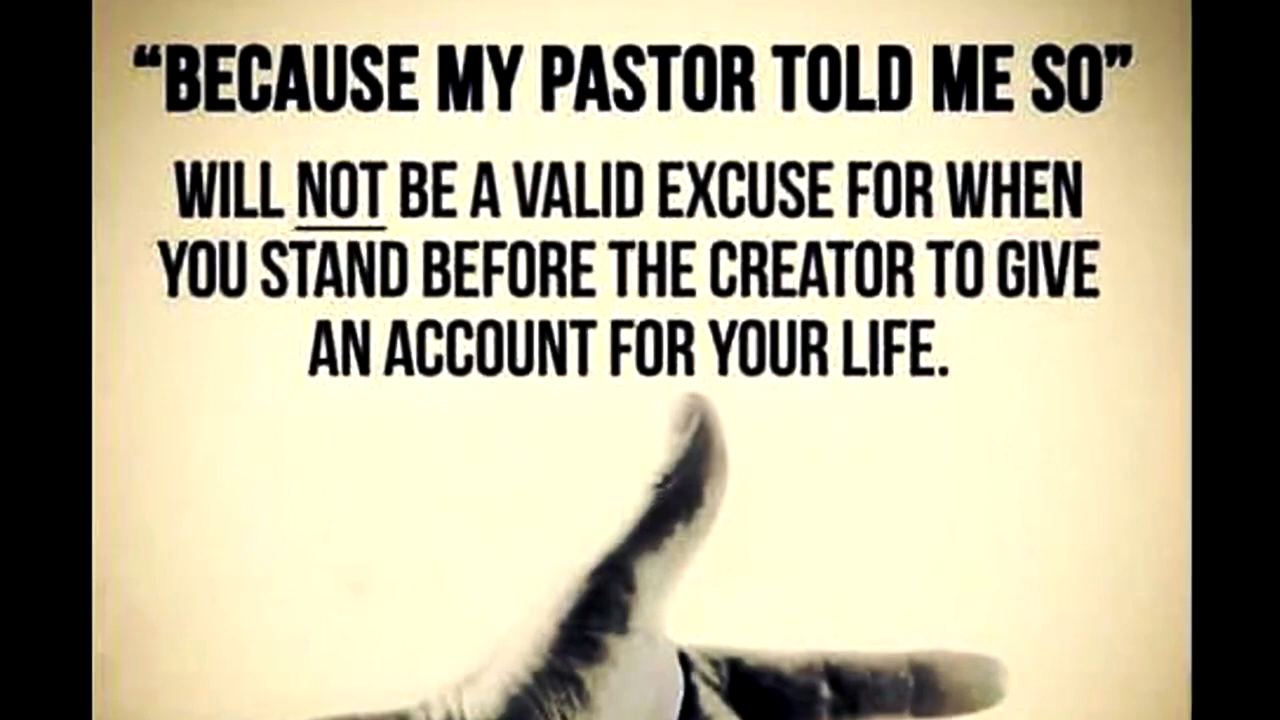 “BECAUSE MY PASTOR TOLD ME SO”
WILL NOT BE A VALID EXCUSE FOR WHEN
YOU STAND BEFORE THE CREATOR TO GIVE
AN ACCOUNT FOR YOUR LIFE.